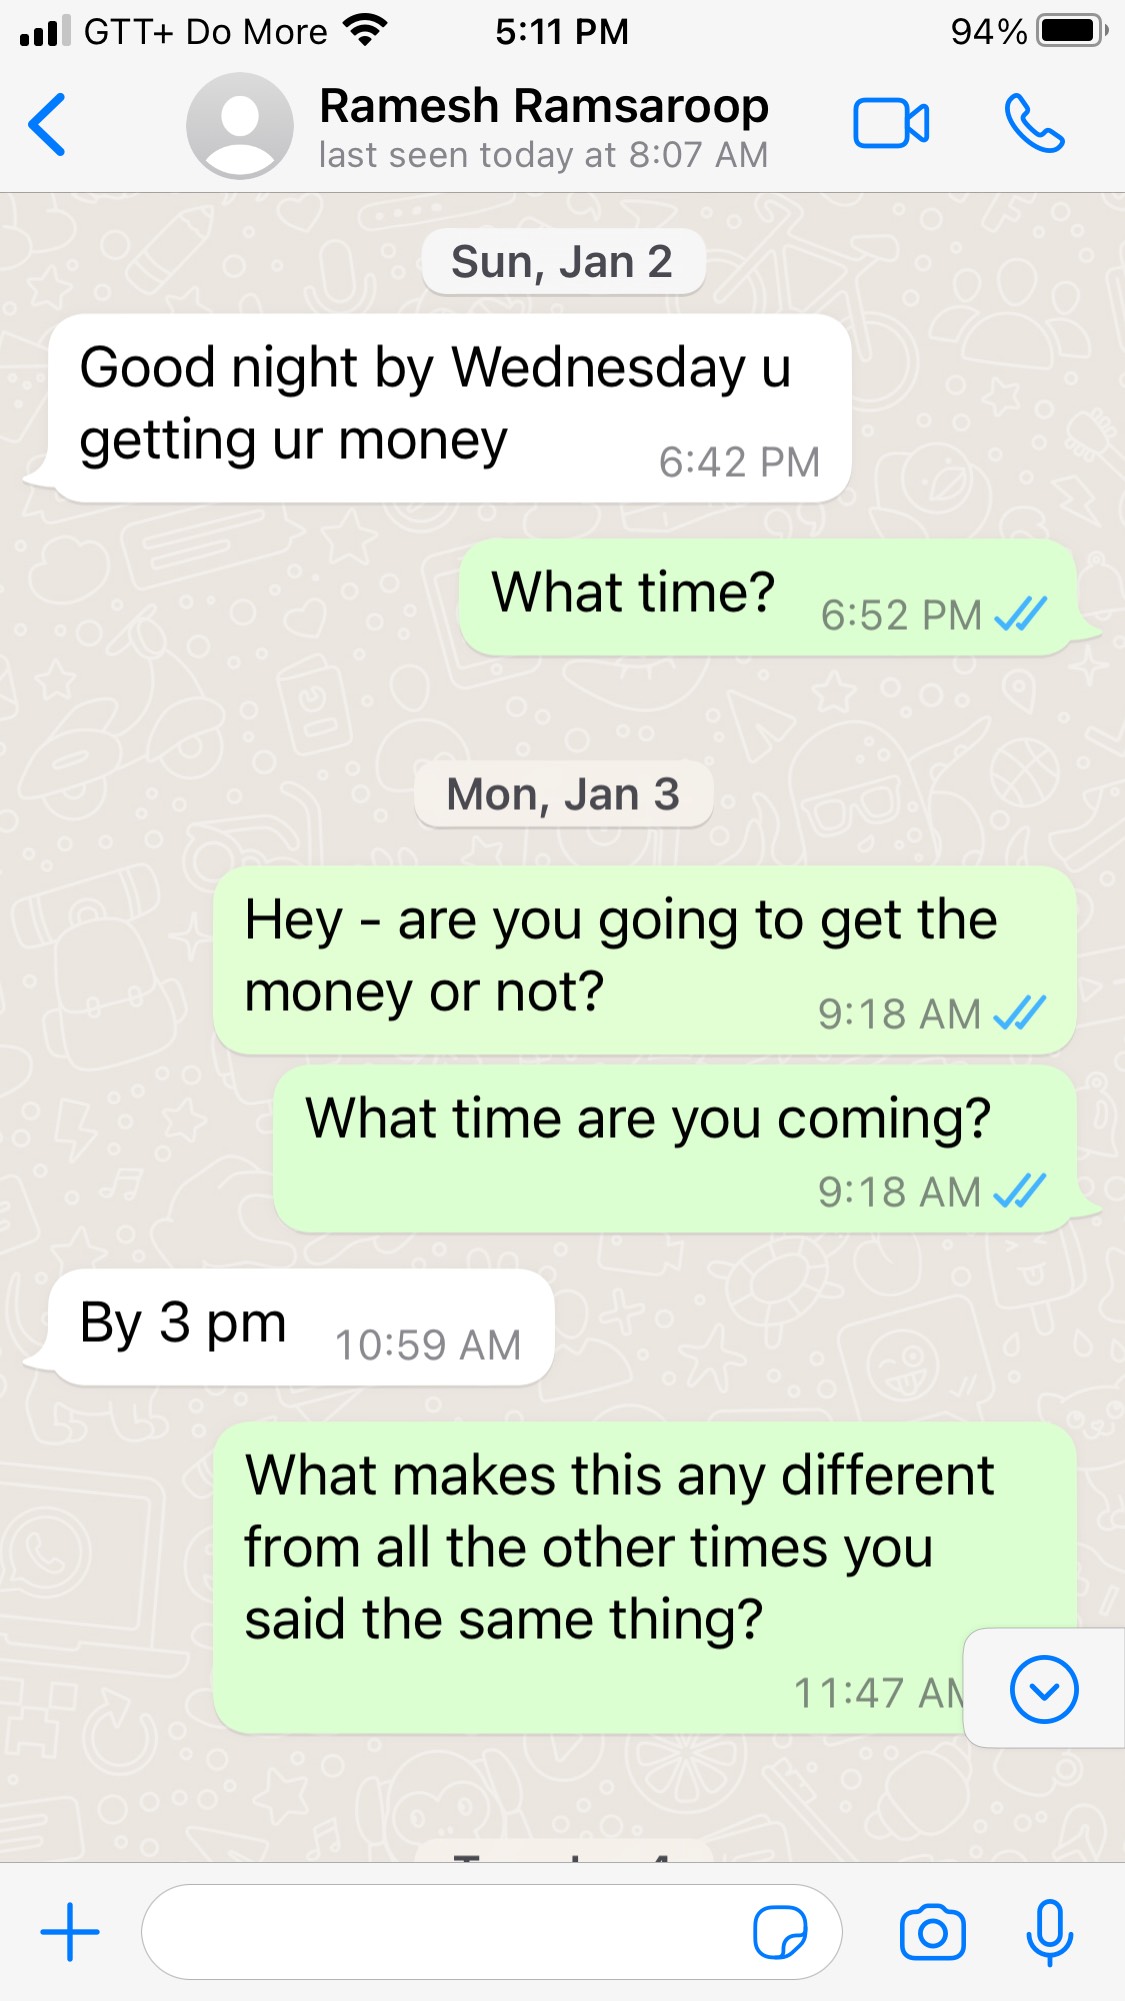 GTT+ Do More 5:11 PM 94%
Ramesh Ramsaroop
last seen today at 8:07 AM
Sun, Jan 2
Good night by Wednesday u
getting ur money 6:42 PM
What time? 6:52 PM
Mon, Jan 3
Hey - are you going to get the
money or not? 9:18 AM
What time are you coming?
9:18 AM
By 3 pm 10:59 AM
What makes this any different
from all the other times you
said the same thing?
11:47 AM